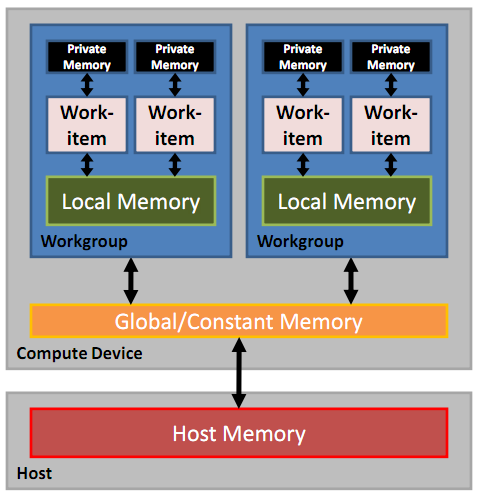 Private
Memory
Private
Memory
Private
Memory
Private
Memory
Work-
item
Work-
item
Work-
item
Work-
item
Local Memory
Local Memory
Workgroup
Workgroup
Global/Constant Memory
Compute Device
Host Memory
Host